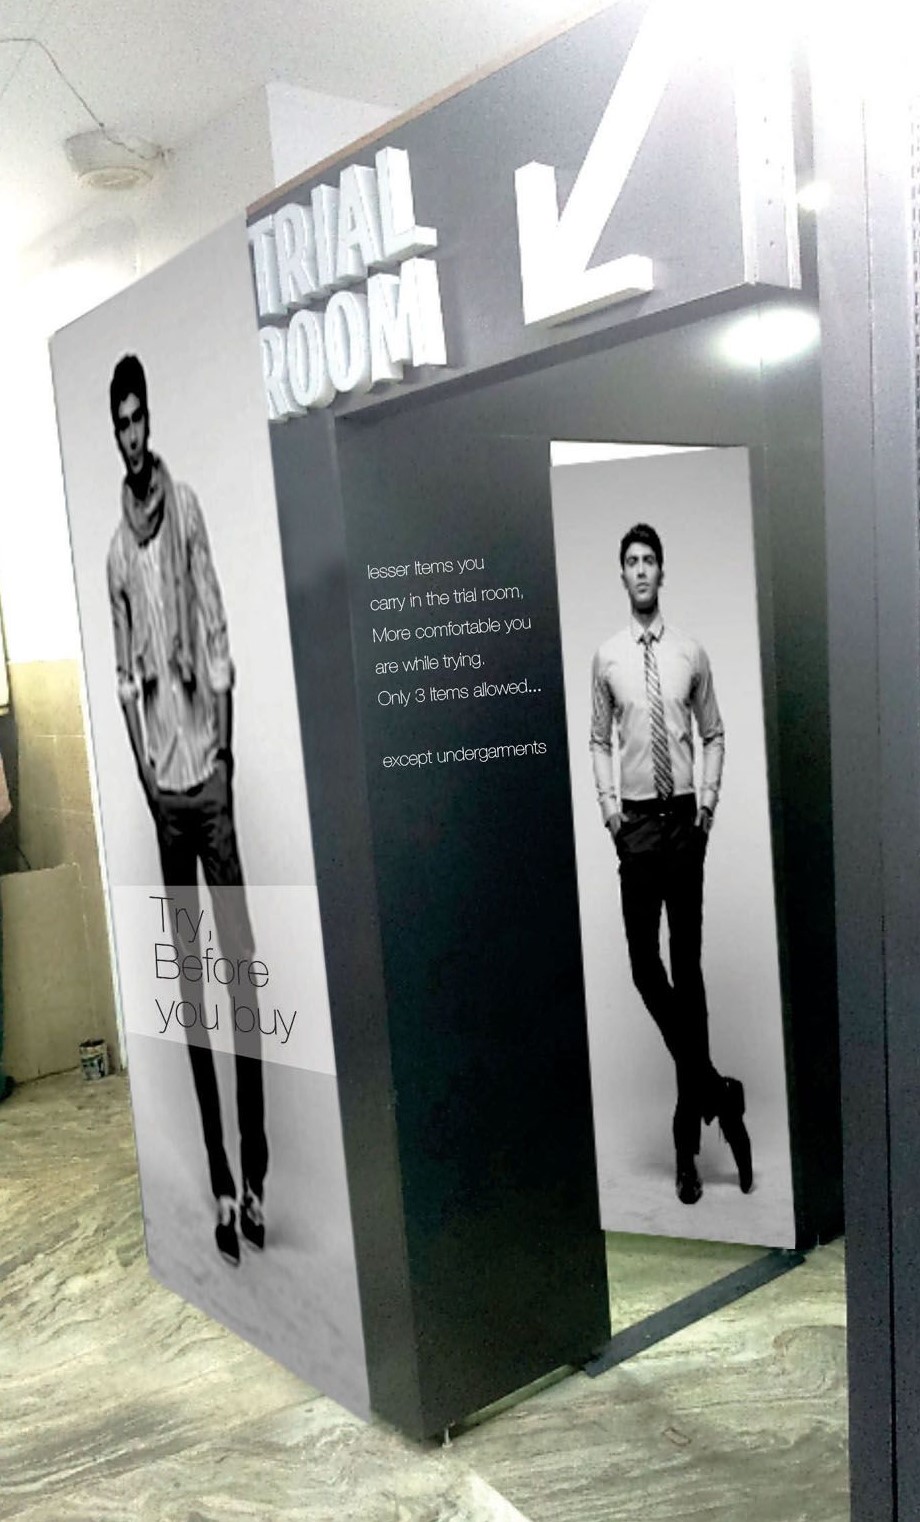 TRIAL
ROOM
lesser Items you
carry in the trial room,
More comfortable you
are while trying.
Only 3 Items allowed...
except undergarments
Try,
Before
you buy